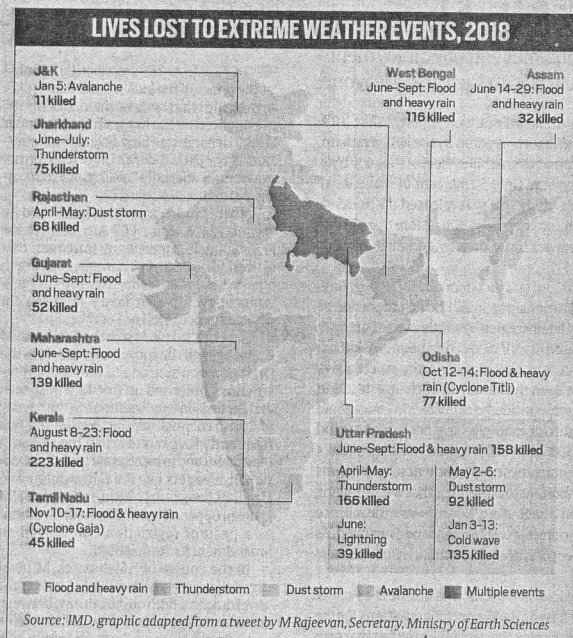 LIVES LOST TO EXTREME WEATHER EVENTS, 2018
J&K
Jan 5: Avalanche
11 killed
Jharkhand
June–July:
Thunderstorm
75 killed
Rajasthan
April-May: Dust storm
68 killed
Gujarat
June–Sept: Flood
and heavy rain
52 killed
Maharashtra
June-Sept: Flood
and heavy rain
139 killed
Kerala
August 8-23: Flood
and heavy rain
223 killed
Tamil Nadu
Nov 10-17: Flood & heavy rain
(Cyclone Gaja)
45 killed
West Bengal
June-Sept: Flood
and heavy rain
116 killed
Assam
June 14-29: Flood
and heavy rain
32 killed
Odisha
Oct 12-14: Flood & heavy
rain (Cyclone Titli)
77 killed
Uttar Pradesh
June-Sept: Flood & heavy rain 158 killed
April-May:
Thunderstorm
166 killed
June:
Lightning
39 killed
May 2-6:
Dust storm
92 killed
Jan 3-13:
Cold wave
135 killed
Flood and heavy rain Thunderstorm Dust storm Avalanche Multiple events
Source: IMD, graphic adapted from a tweet by M Rajeevan, Secretary, Ministry of Earth Sciences